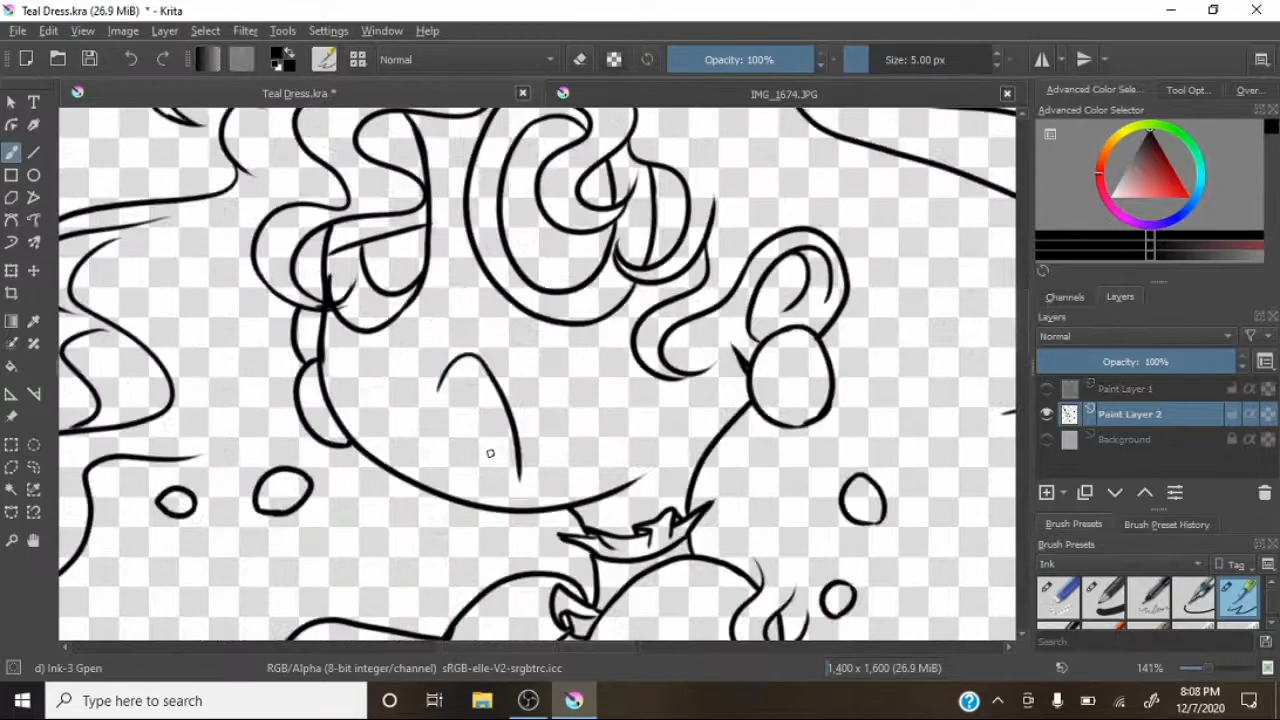 Teal Dress.kra (26.9 MiB) * - Krita
File Edit View Image Layer Select Filter Tools Settings Window Help
Normal
Opacity: 100%
Size: 5.00 px
Teal Dress.kra *
IMG_1674.JPG
Advanced Color Sele...
Tool Opt...
Over...
Advanced Color Selector
Channels
Layers
Layers
Normal
Opacity: 100%
Paint Layer 1
Paint Layer 2
Background
Brush Presets
Brush Preset History
Brush Presets
Ink
Tag
Search
d) Ink-3 Gpen
RGB/Alpha (8-bit integer/channel) sRGB-elle-V2-srgbtrc.icc
1,400 x 1,600 (26.9 MiB)
141%
Type here to search
8:08 PM
12/7/2020